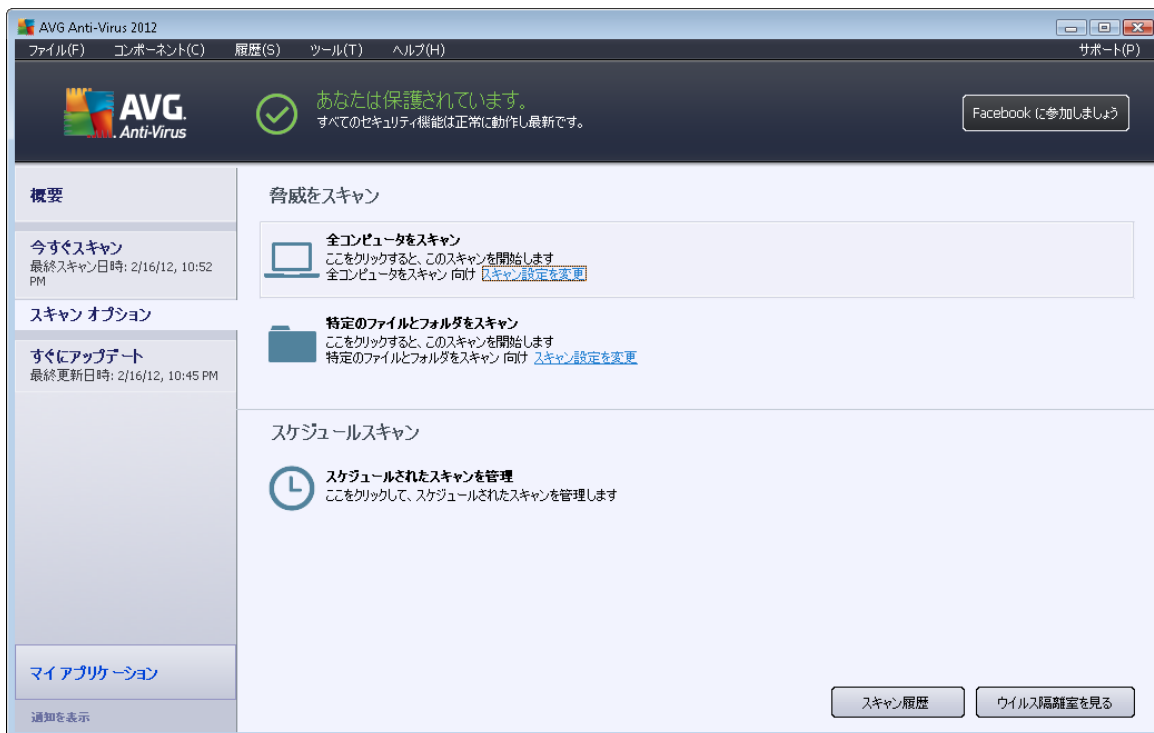 AVG Anti-Virus 2012
ファイル(F) コンポーネント(C) 履歴(S) ツール(T) ヘルプ(H) サポート(P)
AVG.
Anti-Virus
あなたは保護されています。
すべてのセキュリティ機能は正常に動作し最新です。
Facebook に参加しましょう
概要
今すぐスキャン
最終スキャン日時: 2/16/12, 10:52
PM
スキャン オプション
すぐにアップデート
最終更新日時: 2/16/12, 10:45 PM
マイ アプリケーション
通知を表示
脅威をスキャン
全コンピュータをスキャン
ここをクリックすると、このスキャンを開始します
全コンピュータをスキャン 向け スキャン設定を変更
特定のファイルとフォルダをスキャン
ここをクリックすると、このスキャンを開始します
特定のファイルとフォルダをスキャン 向け スキャン設定を変更
スケジュールスキャン
スケジュールされたスキャンを管理
ここをクリックして、スケジュールされたスキャンを管理します
スキャン履歴
ウイルス隔離室を見る